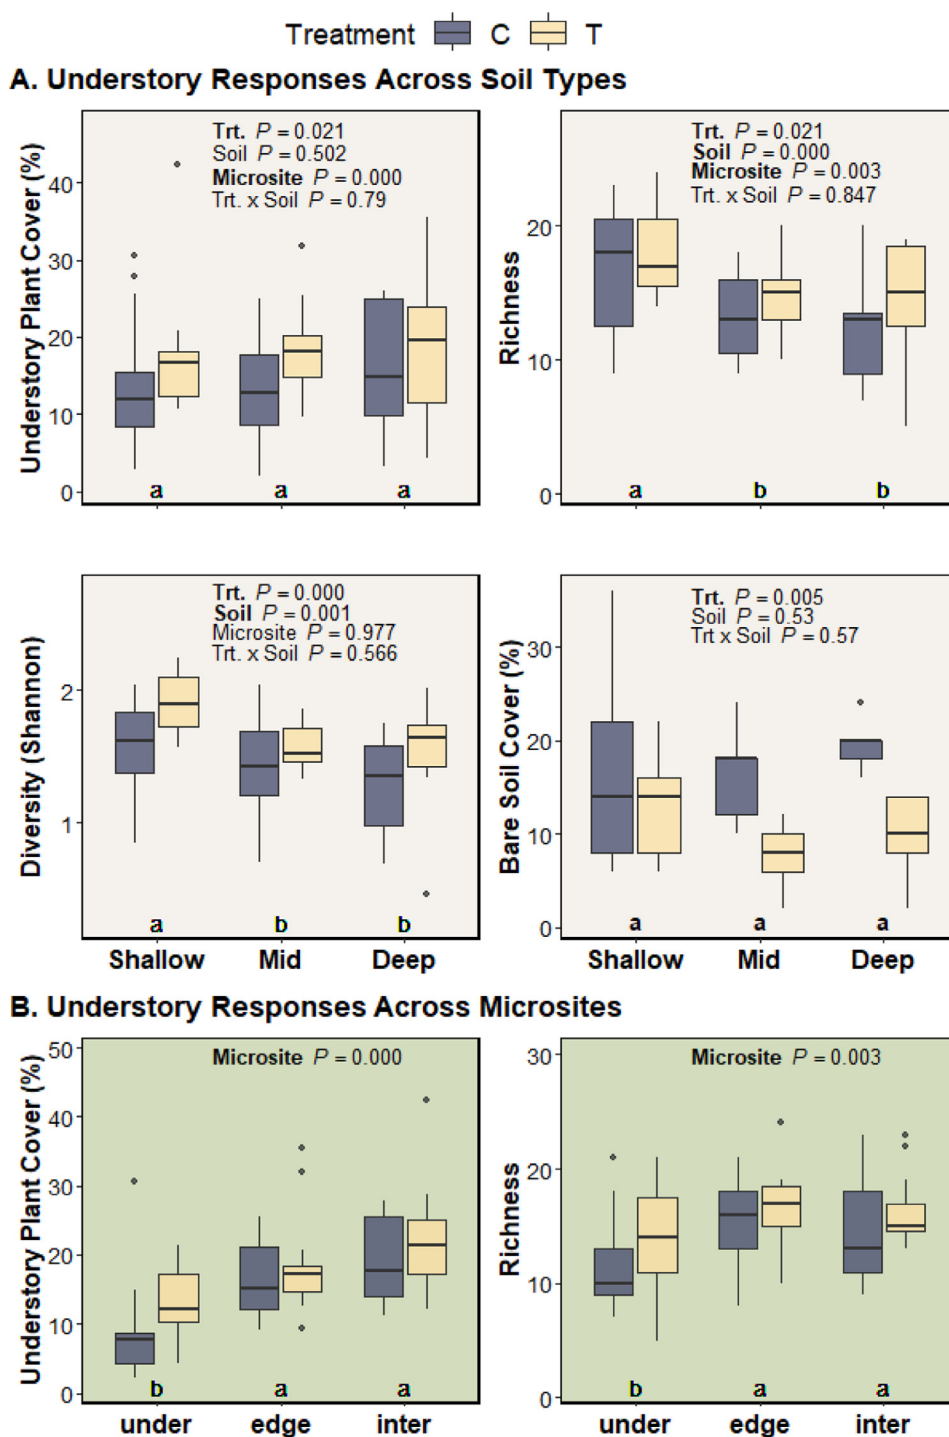 Treatment C T
A. Understory Responses Across Soil Types
Understory Plant Cover (%)
40
30
20
10
0
Trt. P = 0.021
Soil P = 0.502
Microsite P = 0.000
Trt. x Soil P = 0.79
a a a
Richness
20
10
0
Trt. P = 0.021
Soil P = 0.000
Microsite P = 0.003
Trt. x Soil P = 0.847
a b b
Diversity (Shannon)
2
1
Trt. P = 0.000
Soil P = 0.001
Microsite P = 0.977
Trt. x Soil P = 0.566
a b b
Shallow Mid Deep
Bare Soil Cover (%)
30
20
10
0
Trt. P = 0.005
Soil P = 0.53
Trt x Soil P = 0.57
a a a
Shallow Mid Deep
B. Understory Responses Across Microsites
Understory Plant Cover (%)
50
40
30
20
10
0
Microsite P = 0.000
b a a
under edge inter
Richness
30
20
10
0
Microsite P = 0.003
b a a
under edge inter